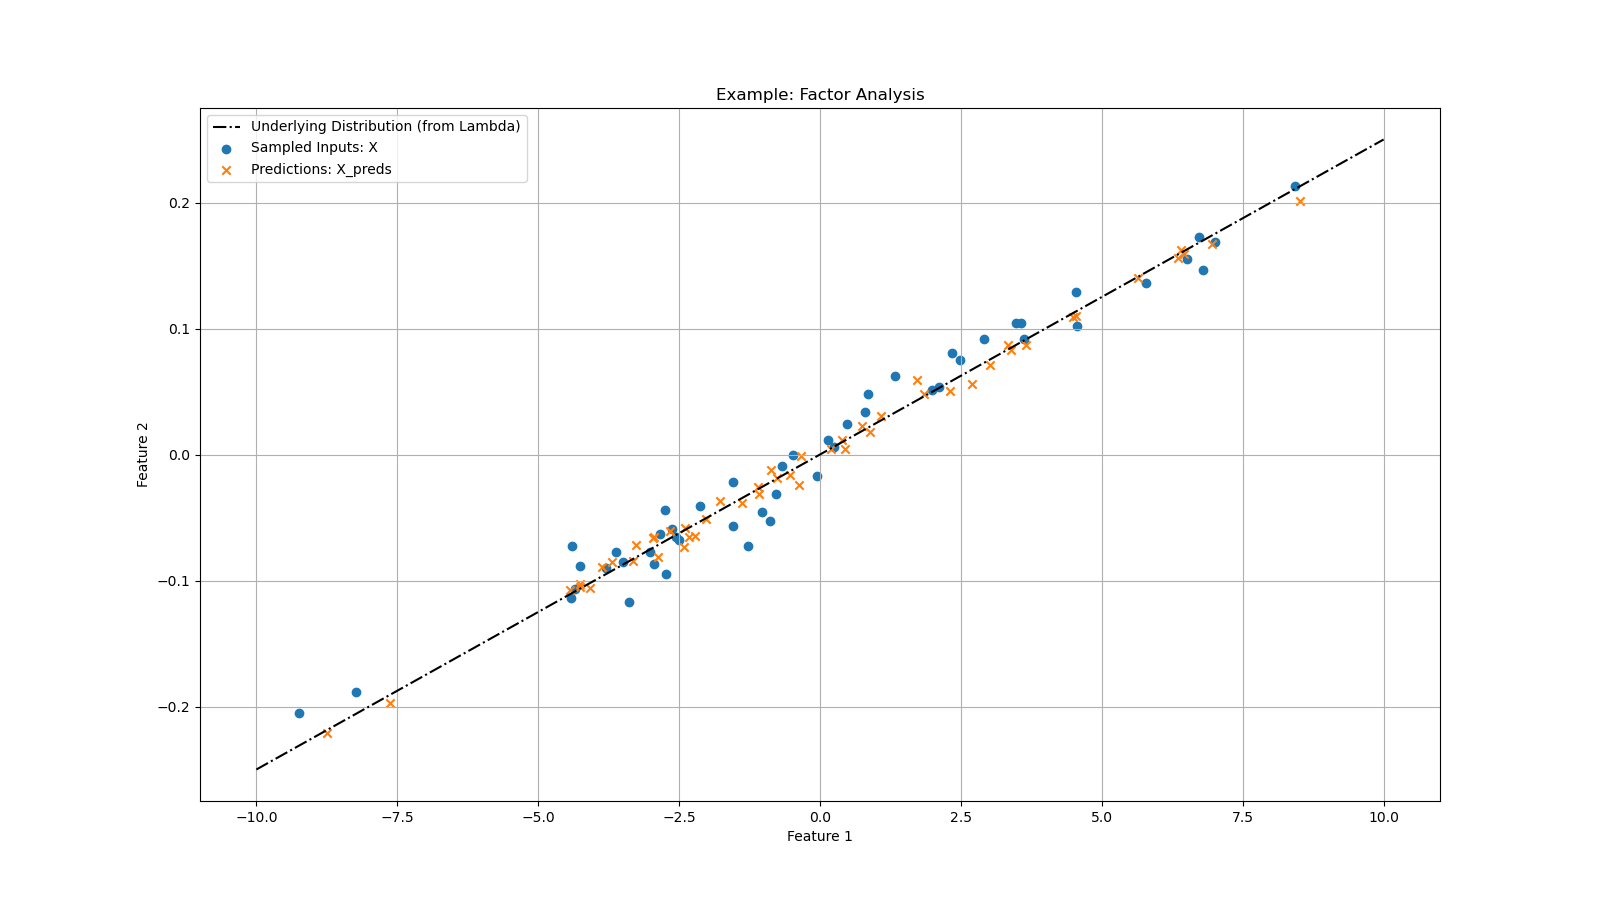 Example: Factor Analysis
Underlying Distribution (from Lambda)
Sampled Inputs: X
Predictions: X_preds
0.2
0.1
0.0
−0.1
−0.2
Feature 2
−10.0 −7.5 −5.0 −2.5 0.0 2.5 5.0 7.5 10.0
Feature 1